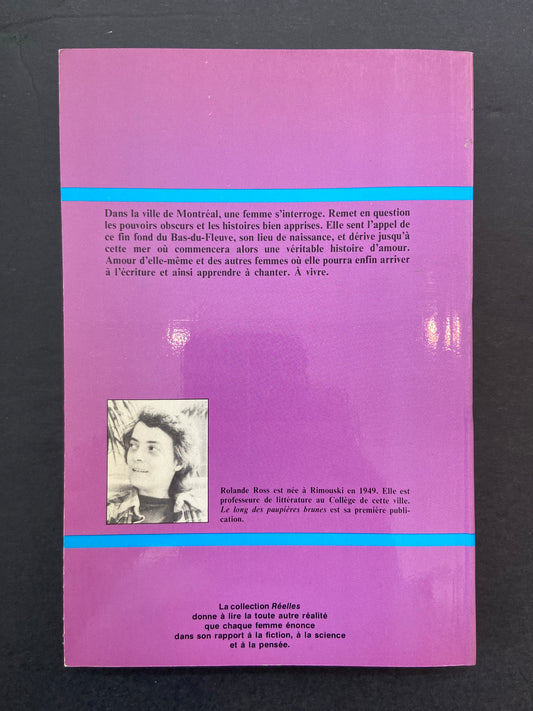 Dans la ville de Montréal, une femme s'interroge. Remet en question
les pouvoirs obscurs et les histoires bien apprises. Elle sent l'appel de
ce fin fond du Bas-du-Fleuve, son lieu de naissance, et dérive jusqu'à
cette mer où commencera alors une véritable histoire d'amour.
Amour d'elle-même et des autres femmes où elle pourra enfin arriver
à l'écriture et ainsi apprendre à chanter. À vivre.
Rolande Ross est née à Rimouski en 1949. Elle est
professeure de littérature au Collège de cette ville.
Le long des paupières brunes est sa première publi-
cation.
La collection Réelles
donne à lire la toute autre réalité
que chaque femme énonce
dans son rapport à la fiction, à la science
et à la pensée.